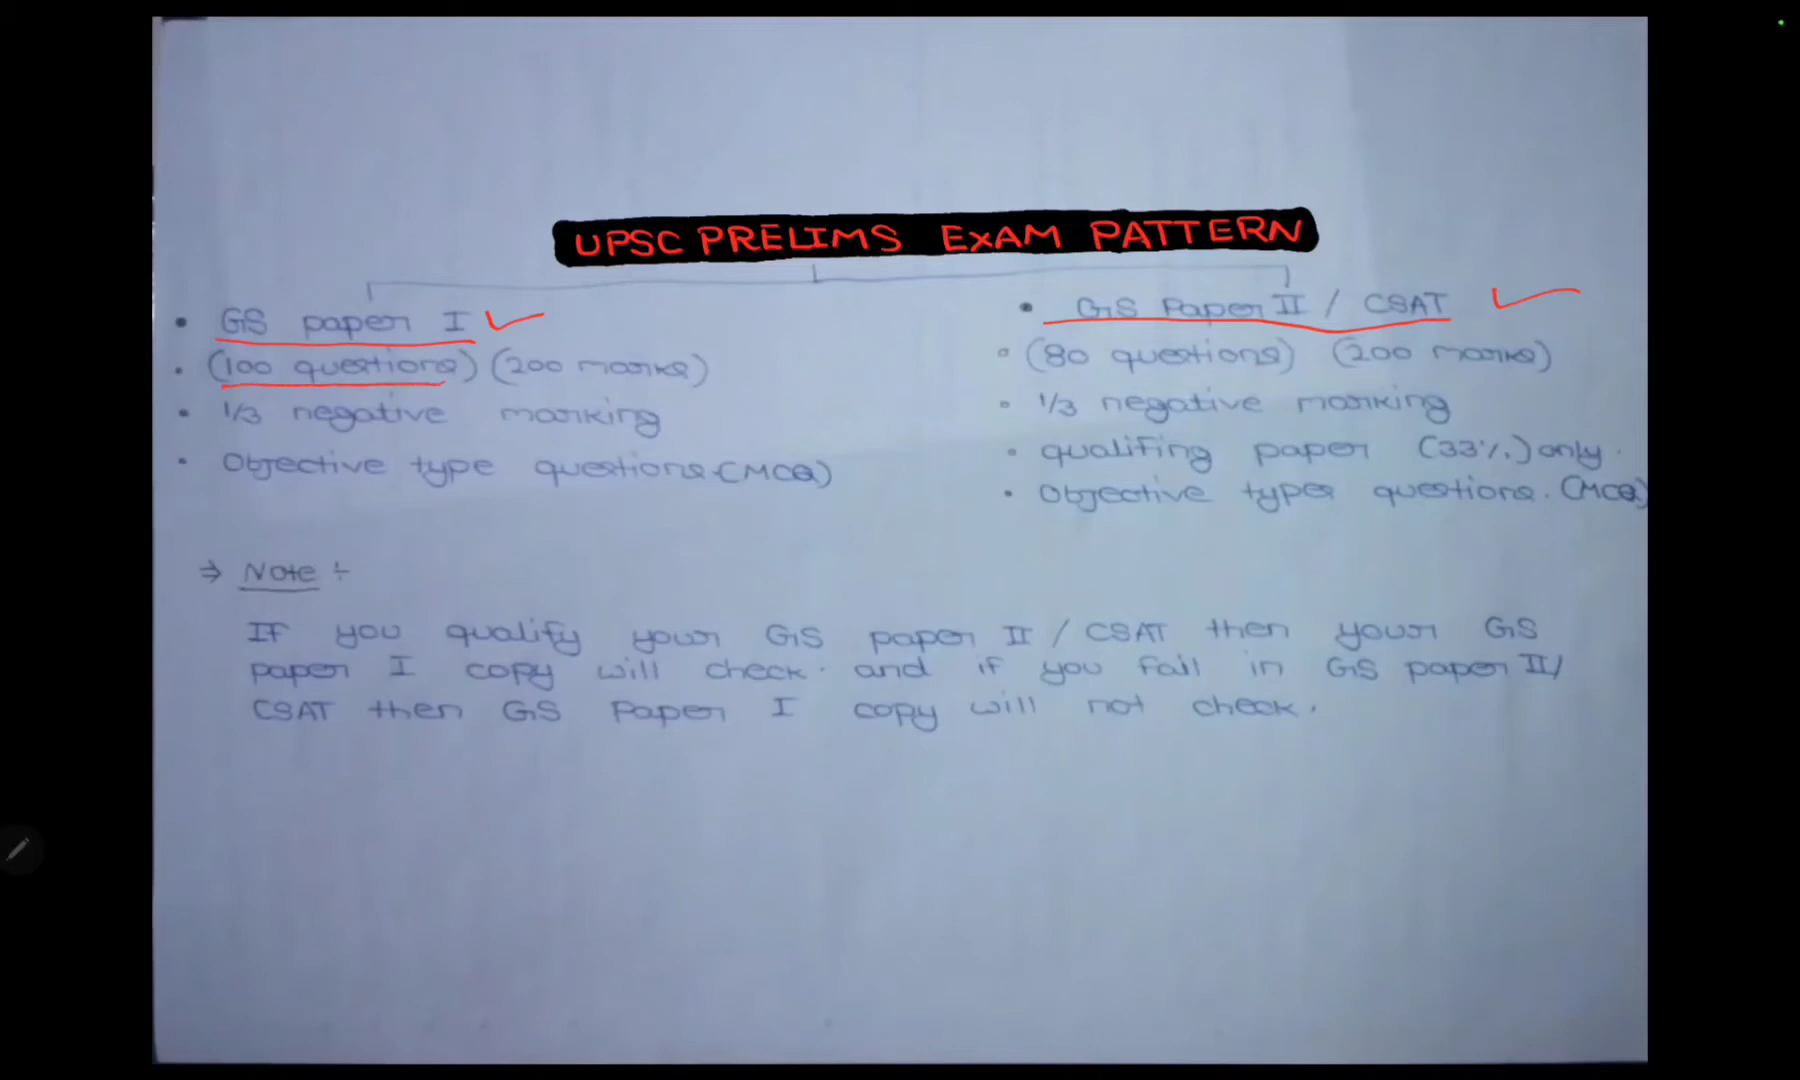 UPSC PRELIMS EXAM PATTERN
• GS paper I
• (100 questions) (200 marks)
• 1/3 negative marking
• Objective type questions (MCQ)
• GS Paper II / CSAT
• (80 questions) (200 marks)
• 1/3 negative marking
• qualifing paper (33%) only.
• Objective types questions. (MCQ)
⇒ Note :-
If you qualify your GS paper II / CSAT then your GS
paper I copy will check. and if you fail in GS paper II/
CSAT then GS Paper I copy will not check.